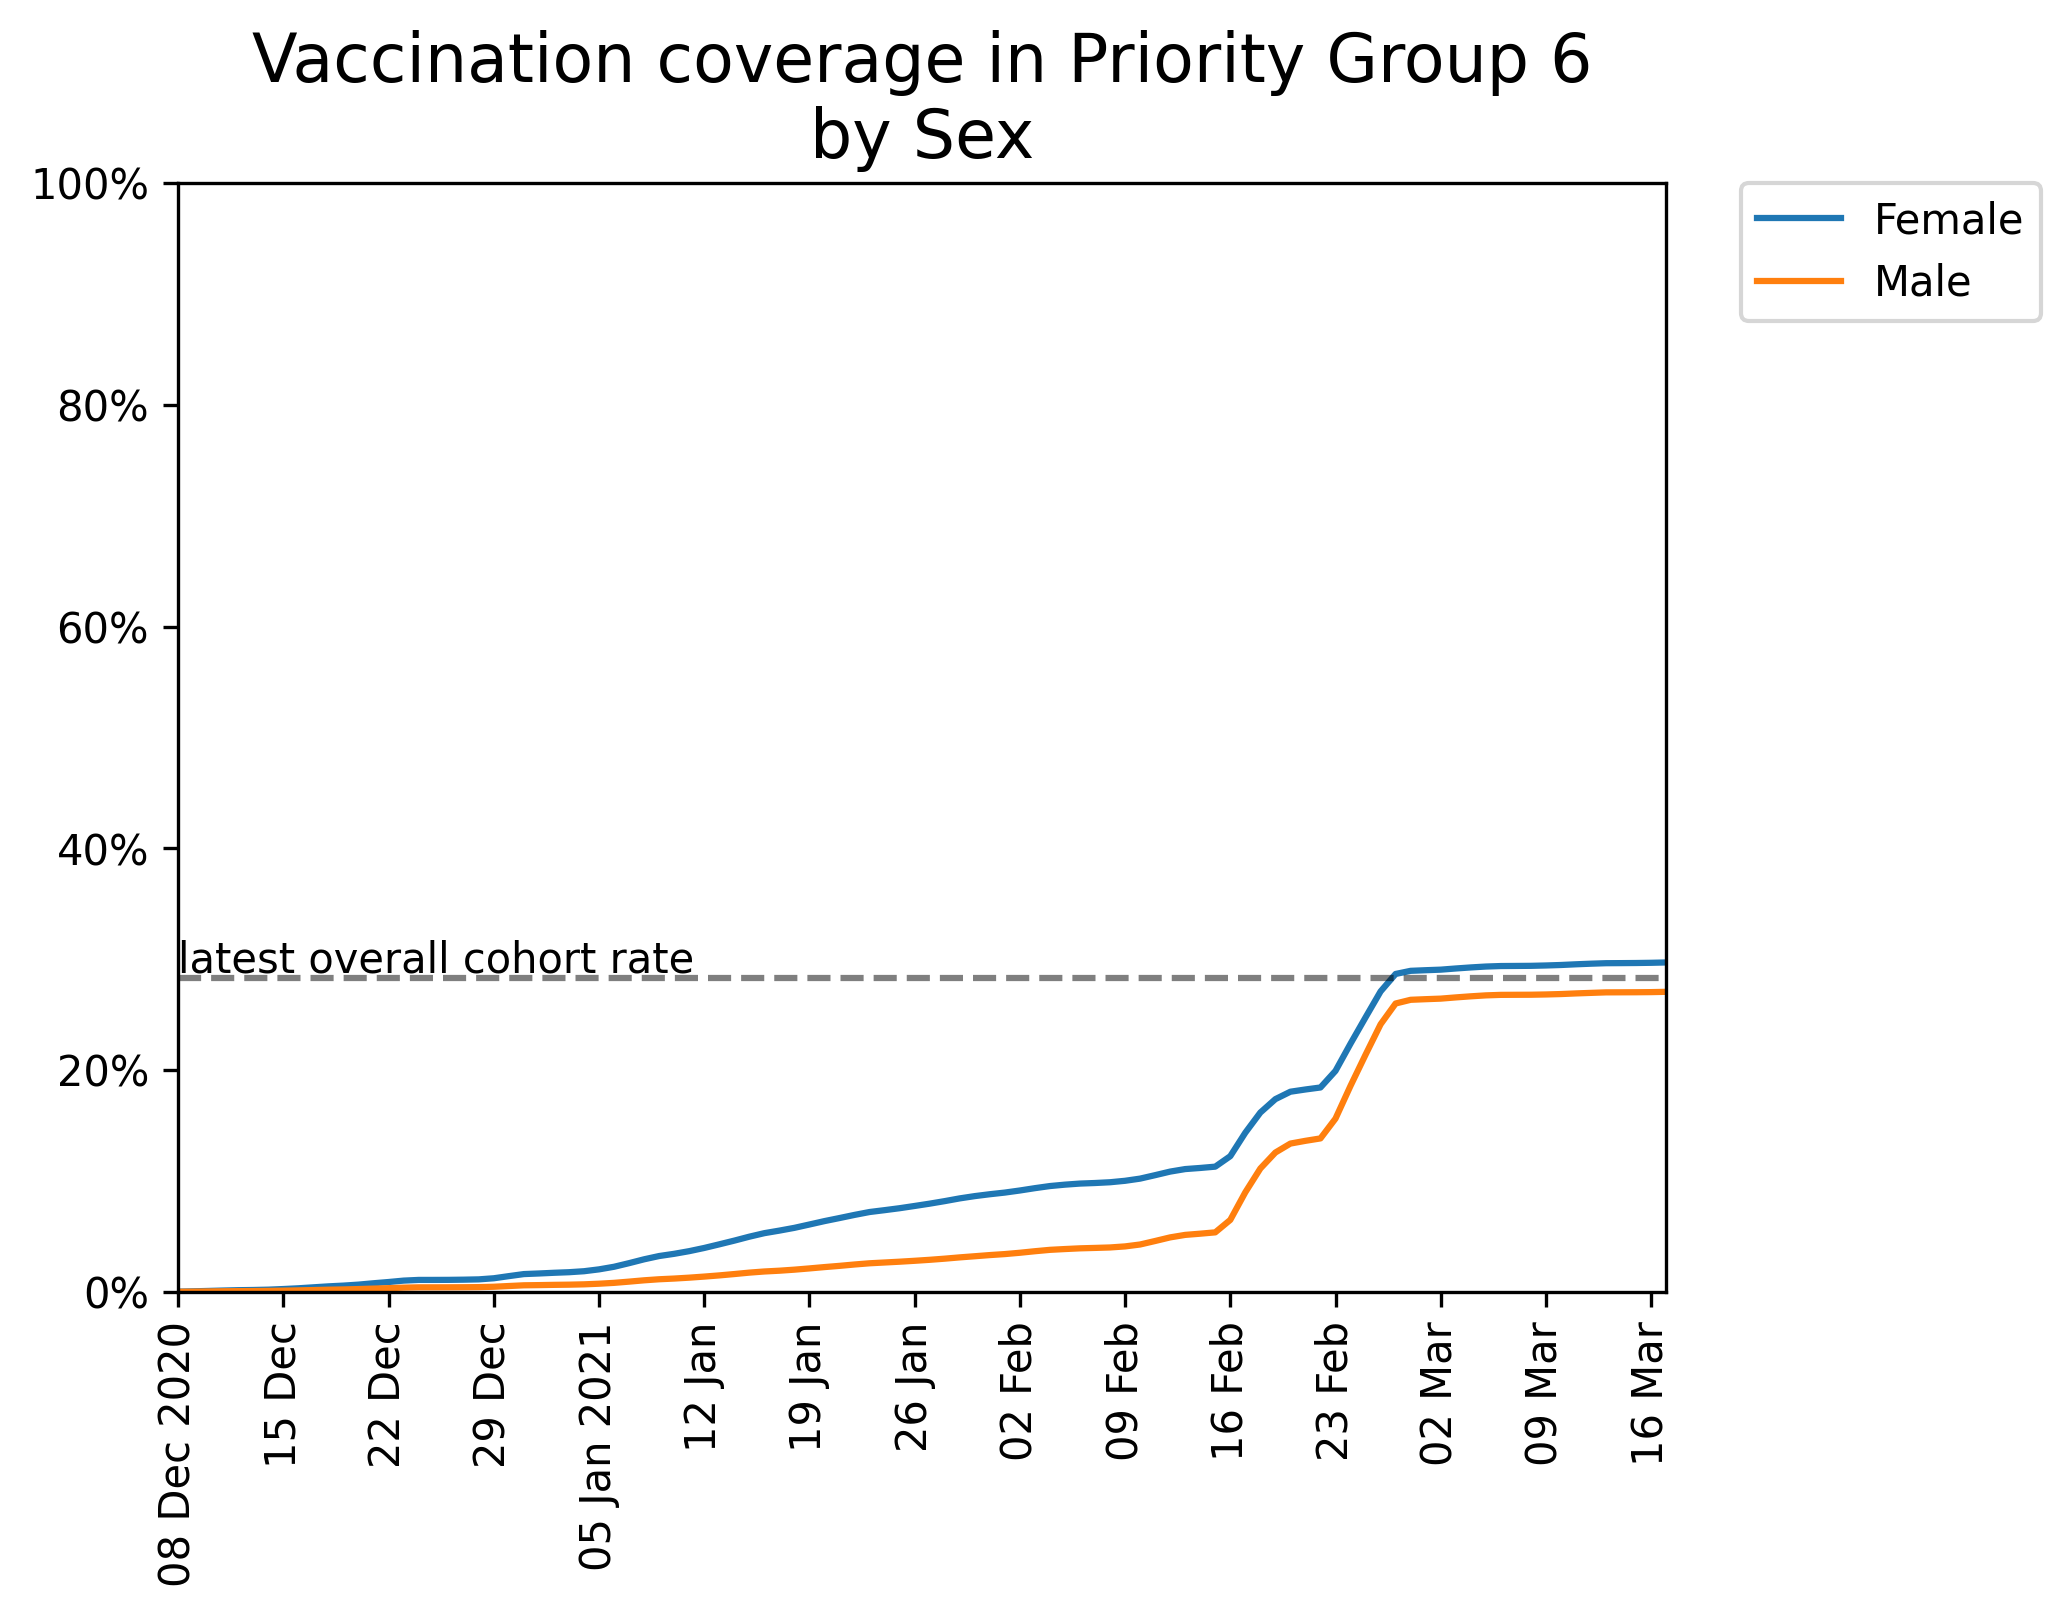 Vaccination coverage in Priority Group 6
by Sex
100%
80%
60%
40%
20%
0%
latest overall cohort rate
Female
Male
08 Dec 2020
15 Dec
22 Dec
29 Dec
05 Jan 2021
12 Jan
19 Jan
26 Jan
02 Feb
09 Feb
16 Feb
23 Feb
02 Mar
09 Mar
16 Mar